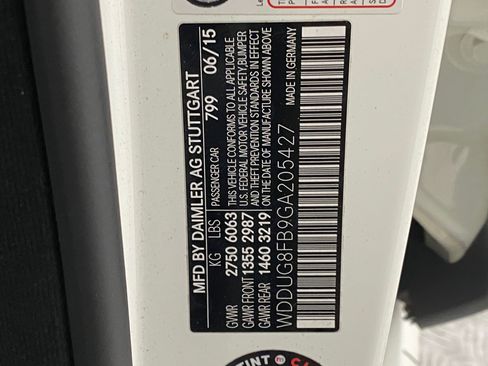 MFD BY DAIMLER AG STUTTGART
PASSENGER CAR 799 06/15
KG LBS
GVWR 2750 6063
GAWR FRONT 1355 2987
GAWR REAR 1460 3219
THIS VEHICLE CONFORMS TO ALL APPLICABLE
U.S. FEDERAL MOTOR VEHICLE SAFETY, BUMPER
AND THEFT PREVENTION STANDARDS IN EFFECT
ON THE DATE OF MANUFACTURE SHOWN ABOVE
WDDUG8FB9GA205427
MADE IN GERMANY
TINT